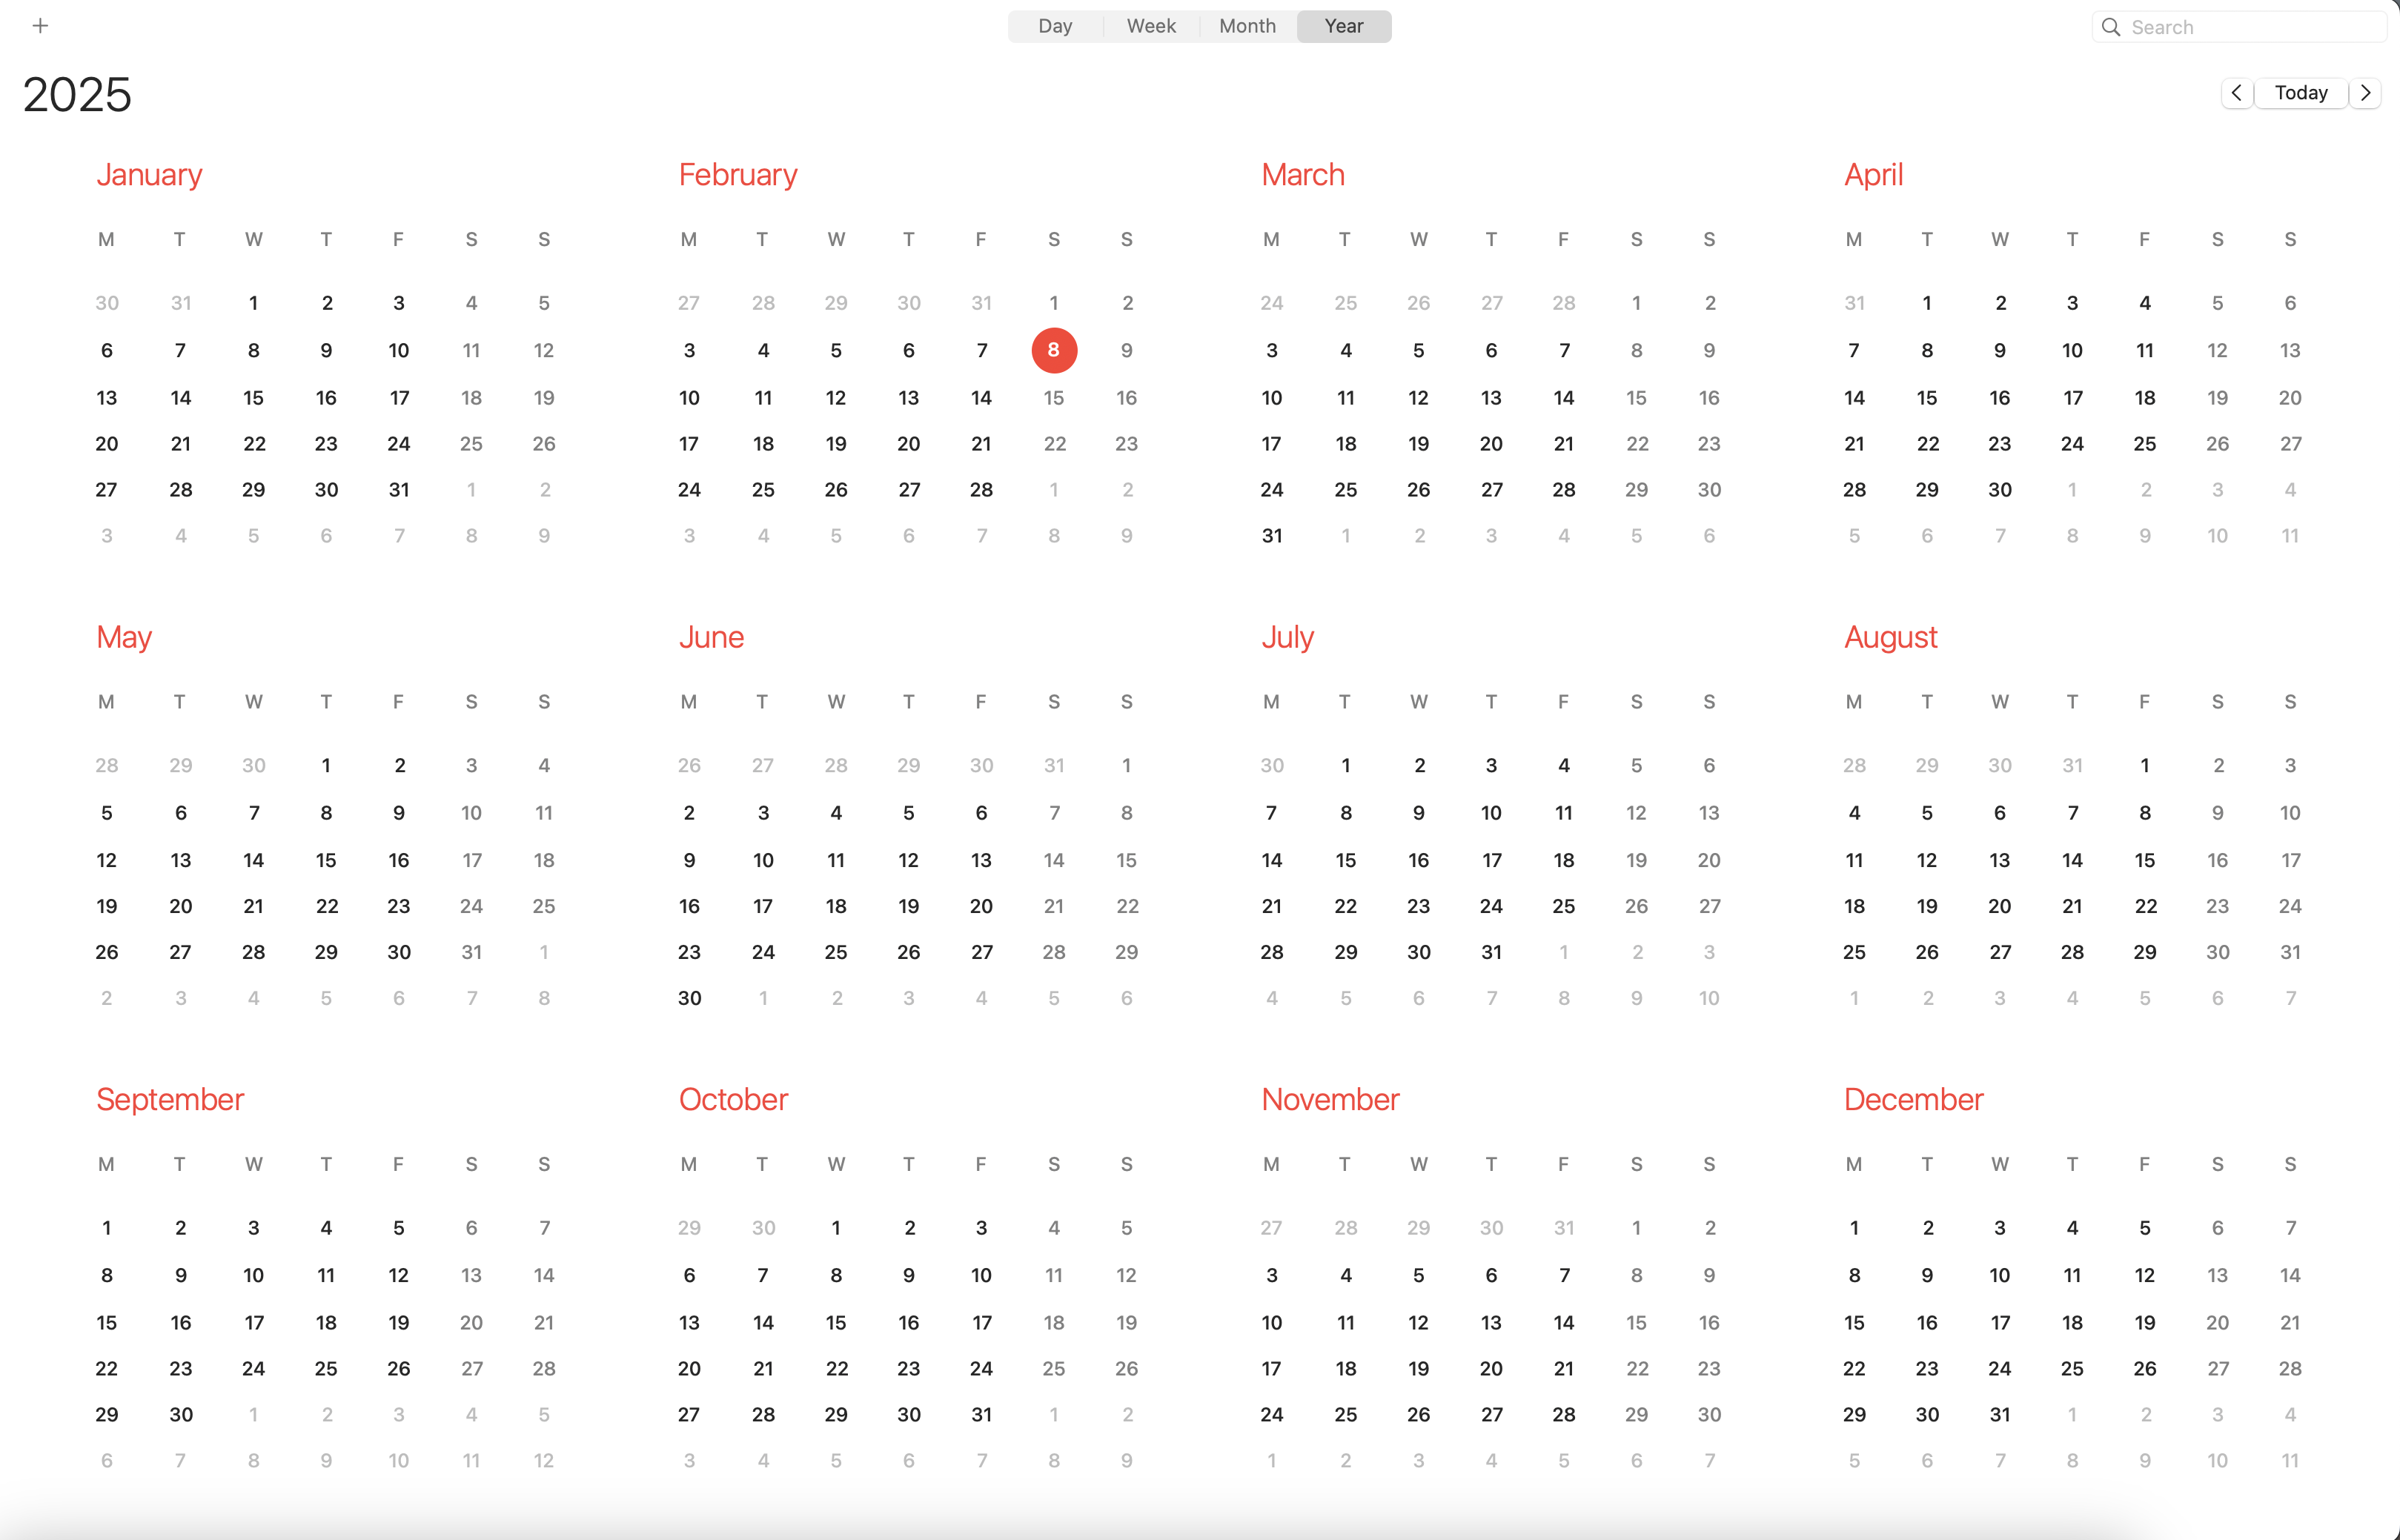 + Day Week Month Year Search
2025 < Today >
January February March April
M T W T F S S M T W T F S S M T W T F S S M T W T F S S
30 31 1 2 3 4 5 27 28 29 30 31 1 2 24 25 26 27 28 1 2 31 1 2 3 4 5 6
6 7 8 9 10 11 12 3 4 5 6 7 8 9 3 4 5 6 7 8 9 7 8 9 10 11 12 13
13 14 15 16 17 18 19 10 11 12 13 14 15 16 10 11 12 13 14 15 16 14 15 16 17 18 19 20
20 21 22 23 24 25 26 17 18 19 20 21 22 23 17 18 19 20 21 22 23 21 22 23 24 25 26 27
27 28 29 30 31 1 2 24 25 26 27 28 1 2 24 25 26 27 28 29 30 28 29 30 1 2 3 4
3 4 5 6 7 8 9 3 4 5 6 7 8 9 31 1 2 3 4 5 6 5 6 7 8 9 10 11
May June July August
M T W T F S S M T W T F S S M T W T F S S M T W T F S S
28 29 30 1 2 3 4 26 27 28 29 30 31 1 30 1 2 3 4 5 6 28 29 30 31 1 2 3
5 6 7 8 9 10 11 2 3 4 5 6 7 8 7 8 9 10 11 12 13 4 5 6 7 8 9 10
12 13 14 15 16 17 18 9 10 11 12 13 14 15 14 15 16 17 18 19 20 11 12 13 14 15 16 17
19 20 21 22 23 24 25 16 17 18 19 20 21 22 21 22 23 24 25 26 27 18 19 20 21 22 23 24
26 27 28 29 30 31 1 23 24 25 26 27 28 29 28 29 30 31 1 2 3 25 26 27 28 29 30 31
2 3 4 5 6 7 8 30 1 2 3 4 5 6 4 5 6 7 8 9 10 1 2 3 4 5 6 7
September October November December
M T W T F S S M T W T F S S M T W T F S S M T W T F S S
1 2 3 4 5 6 7 29 30 1 2 3 4 5 27 28 29 30 31 1 2 1 2 3 4 5 6 7
8 9 10 11 12 13 14 6 7 8 9 10 11 12 3 4 5 6 7 8 9 8 9 10 11 12 13 14
15 16 17 18 19 20 21 13 14 15 16 17 18 19 10 11 12 13 14 15 16 15 16 17 18 19 20 21
22 23 24 25 26 27 28 20 21 22 23 24 25 26 17 18 19 20 21 22 23 22 23 24 25 26 27 28
29 30 1 2 3 4 5 27 28 29 30 31 1 2 24 25 26 27 28 29 30 29 30 31 1 2 3 4
6 7 8 9 10 11 12 3 4 5 6 7 8 9 1 2 3 4 5 6 7 5 6 7 8 9 10 11